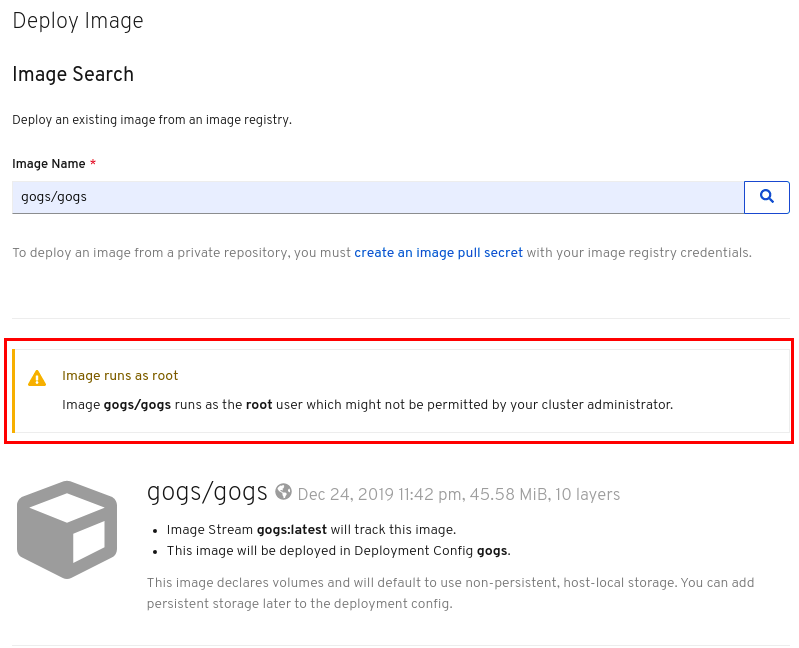 Deploy Image
Image Search
Deploy an existing image from an image registry.
Image Name *
gogs/gogs
To deploy an image from a private repository, you must create an image pull secret with your image registry credentials.
Image runs as root
Image gogs/gogs runs as the root user which might not be permitted by your cluster administrator.
gogs/gogs Dec 24, 2019 11:42 pm, 45.58 MiB, 10 layers
• Image Stream gogs:latest will track this image.
• This image will be deployed in Deployment Config gogs.
This image declares volumes and will default to use non-persistent, host-local storage. You can add
persistent storage later to the deployment config.